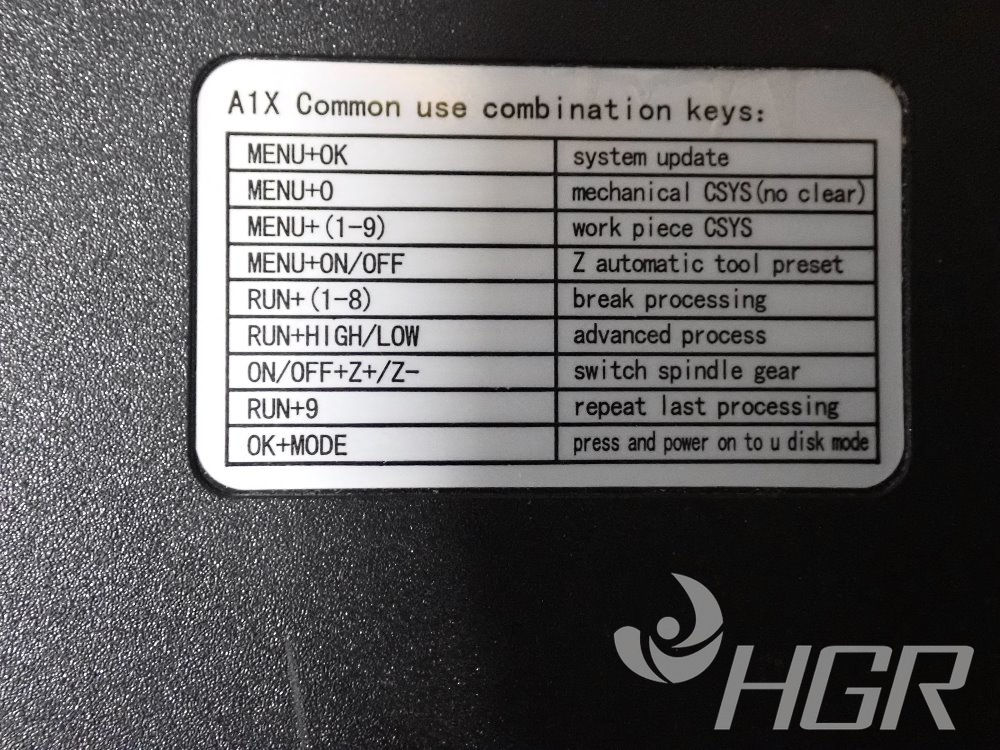 A1X Common use combination keys:
MENU+OK system update
MENU+0 mechanical CSYS(no clear)
MENU+(1-9) work piece CSYS
MENU+ON/OFF Z automatic tool preset
RUN+(1-8) break processing
RUN+HIGH/LOW advanced process
ON/OFF+Z+/Z- switch spindle gear
RUN+9 repeat last processing
OK+MODE press and power on to u disk mode
HGR